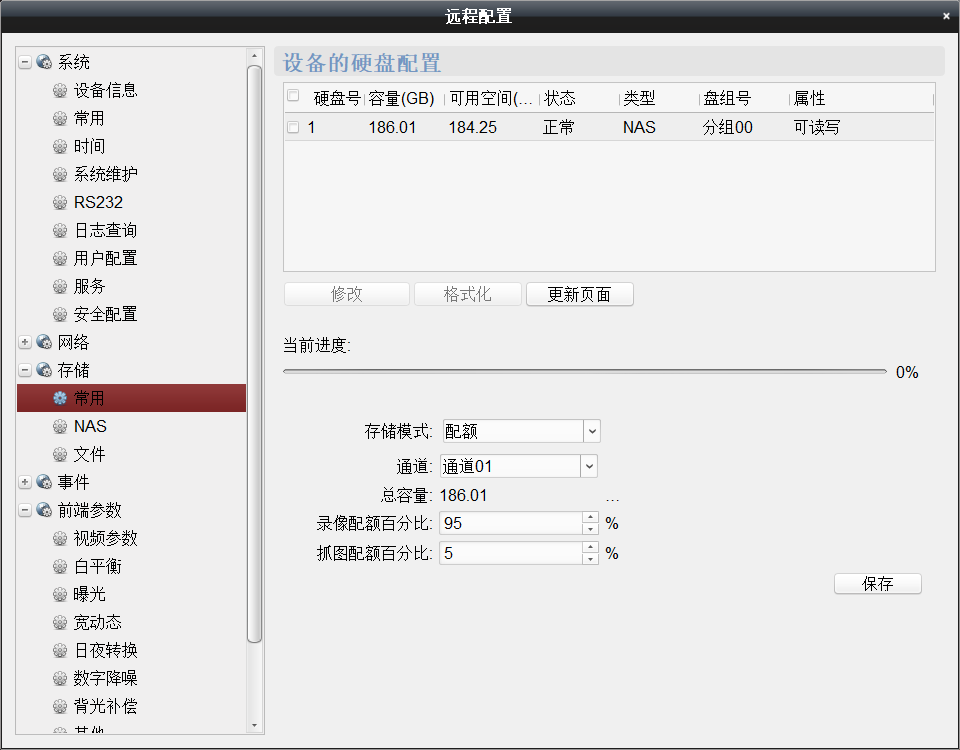 远程配置
系统
设备信息
常用
时间
系统维护
RS232
日志查询
用户配置
服务
安全配置
网络
存储
常用
NAS
文件
事件
前端参数
视频参数
白平衡
曝光
宽动态
日夜转换
数字降噪
背光补偿
其他
设备的硬盘配置
硬盘号 容量(GB) 可用空间(... 状态 类型 盘组号 属性
1 186.01 184.25 正常 NAS 分组00 可读写
修改 格式化 更新页面
当前进度:
0%
存储模式: 配额
通道: 通道01
总容量: 186.01 ...
录像配额百分比: 95 %
抓图配额百分比: 5 %
保存